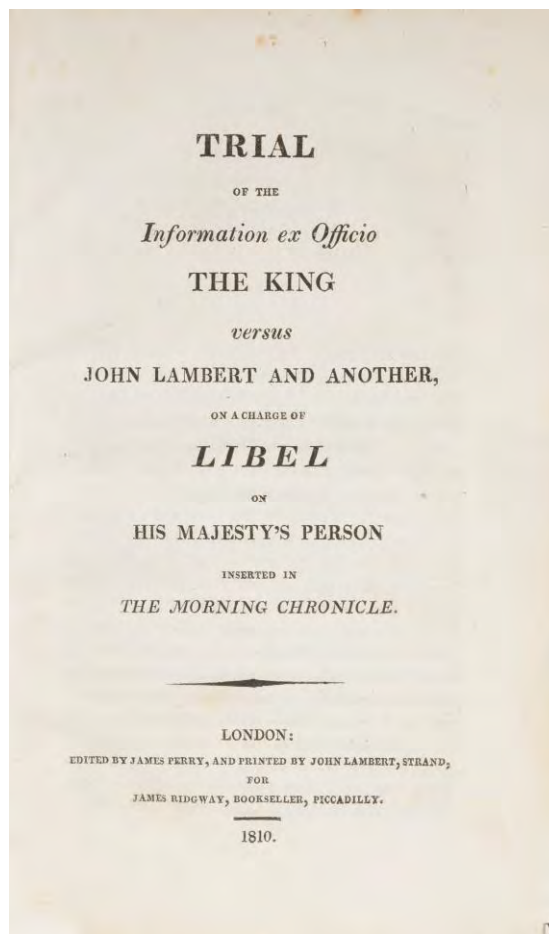 TRIAL
OF THE
Information ex Officio
THE KING
versus
JOHN LAMBERT AND ANOTHER,
ON A CHARGE OF
LIBEL
ON
HIS MAJESTY'S PERSON
INSERTED IN
THE MORNING CHRONICLE.
LONDON:
EDITED BY JAMES PERRY, AND PRINTED BY JOHN LAMBERT, STRAND;
FOR
JAMES RIDGWAY, BOOKSELLER, PICCADILLY.
1810.